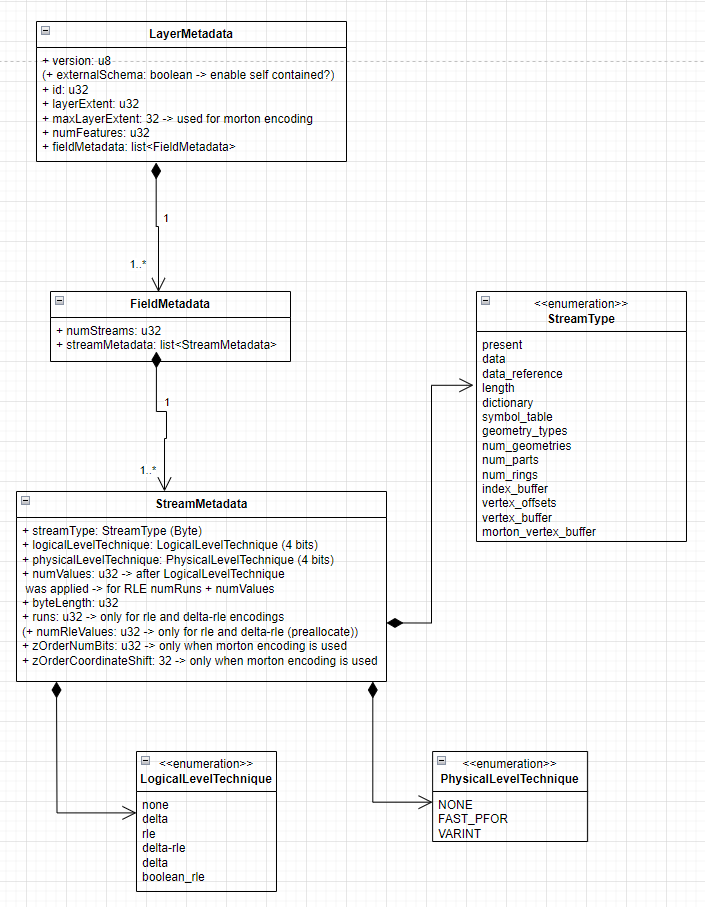 LayerMetadata
+ version: u8
(+ externalSchema: boolean -> enable self contained?)
+ id: u32
+ layerExtent: u32
+ maxLayerExtent: 32 -> used for morton encoding
+ numFeatures: u32
+ fieldMetadata: list<FieldMetadata>
1
1..*
FieldMetadata
+ numStreams: u32
+ streamMetadata: list<StreamMetadata>
<<enumeration>>
StreamType
present
data
data_reference
length
dictionary
symbol_table
geometry_types
num_geometries
num_parts
num_rings
index_buffer
vertex_offsets
vertex_buffer
morton_vertex_buffer
1
1..*
StreamMetadata
+ streamType: StreamType (Byte)
+ logicalLevelTechnique: LogicalLevelTechnique (4 bits)
+ physicalLevelTechnique: PhysicalLevelTechnique (4 bits)
+ numValues: u32 -> after LogicalLevelTechnique
was applied -> for RLE numRuns + numValues
+ byteLength: u32
+ runs: u32 -> only for rle and delta-rle encodings
(+ numRleValues: u32 -> only for rle and delta-rle (preallocate))
+ zOrderNumBits: u32 -> only when morton encoding is used
+ zOrderCoordinateShift: 32 -> only when morton encoding is used
<<enumeration>>
LogicalLevelTechnique
none
delta
rle
delta-rle
delta
boolean_rle
<<enumeration>>
PhysicalLevelTechnique
NONE
FAST_PFOR
VARINT